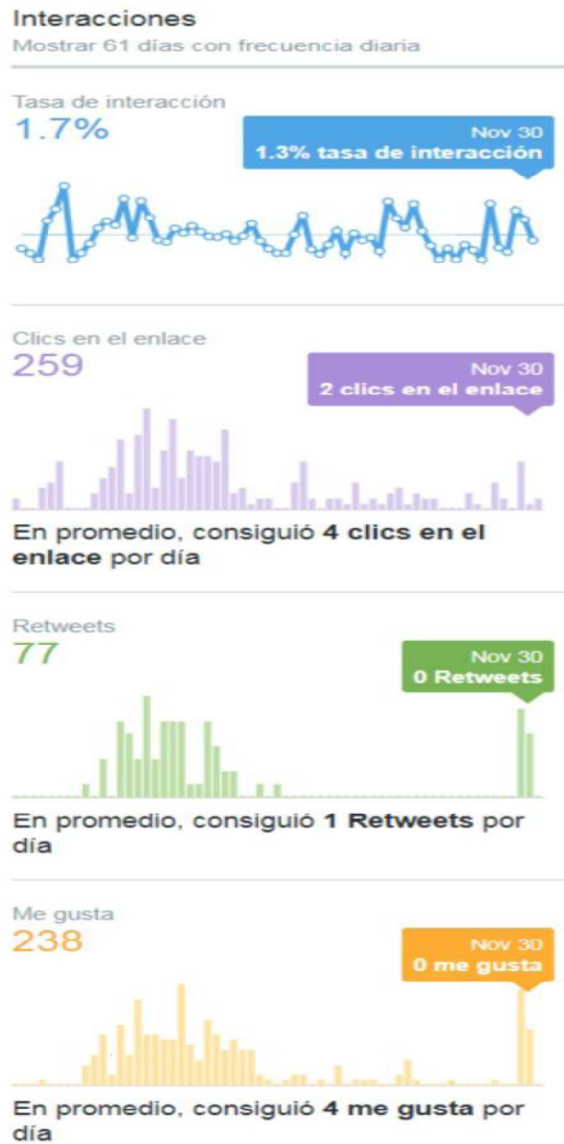 Interacciones
Mostrar 61 días con frecuencia diaria
Tasa de interacción
1.7%
Nov 30
1.3% tasa de interacción
Clics en el enlace
259
Nov 30
2 clics en el enlace
En promedio, consiguió 4 clics en el
enlace por día
Retweets
77
Nov 30
0 Retweets
En promedio, consiguió 1 Retweets por
día
Me gusta
238
Nov 30
0 me gusta
En promedio, consiguió 4 me gusta por
día